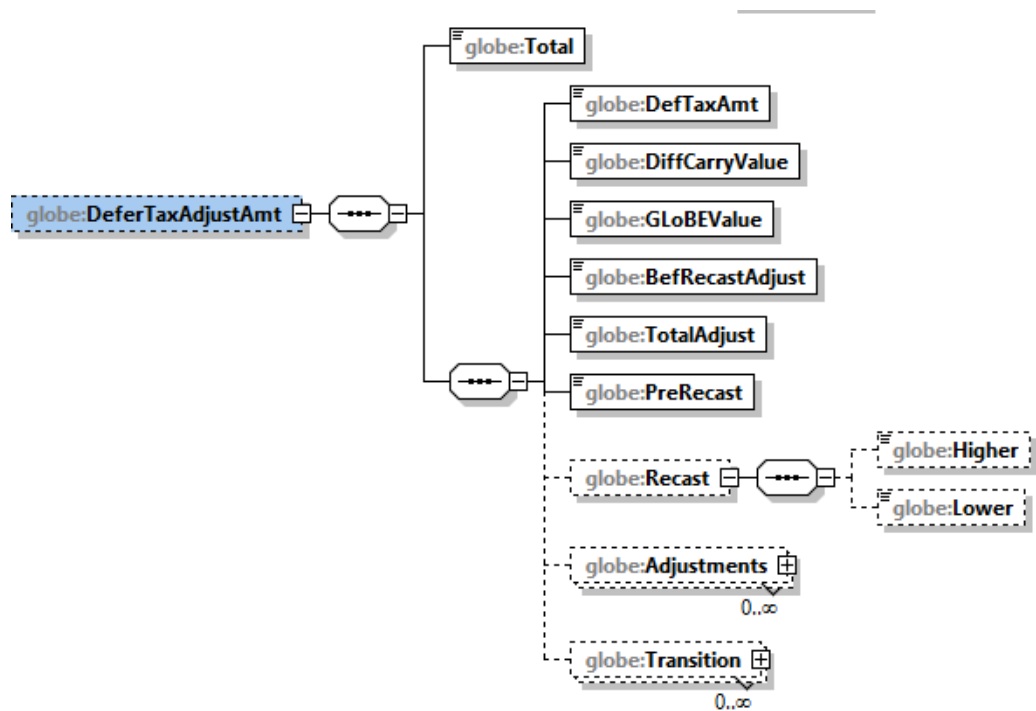 globe:Total
globe:DefTaxAmt
globe:DiffCarryValue
globe:DeferTaxAdjustAmt
globe:GLoBEValue
globe:BefRecastAdjust
globe:TotalAdjust
globe:PreRecast
globe:Recast
globe:Higher
globe:Lower
globe:Adjustments
0..∞
globe:Transition
0..∞